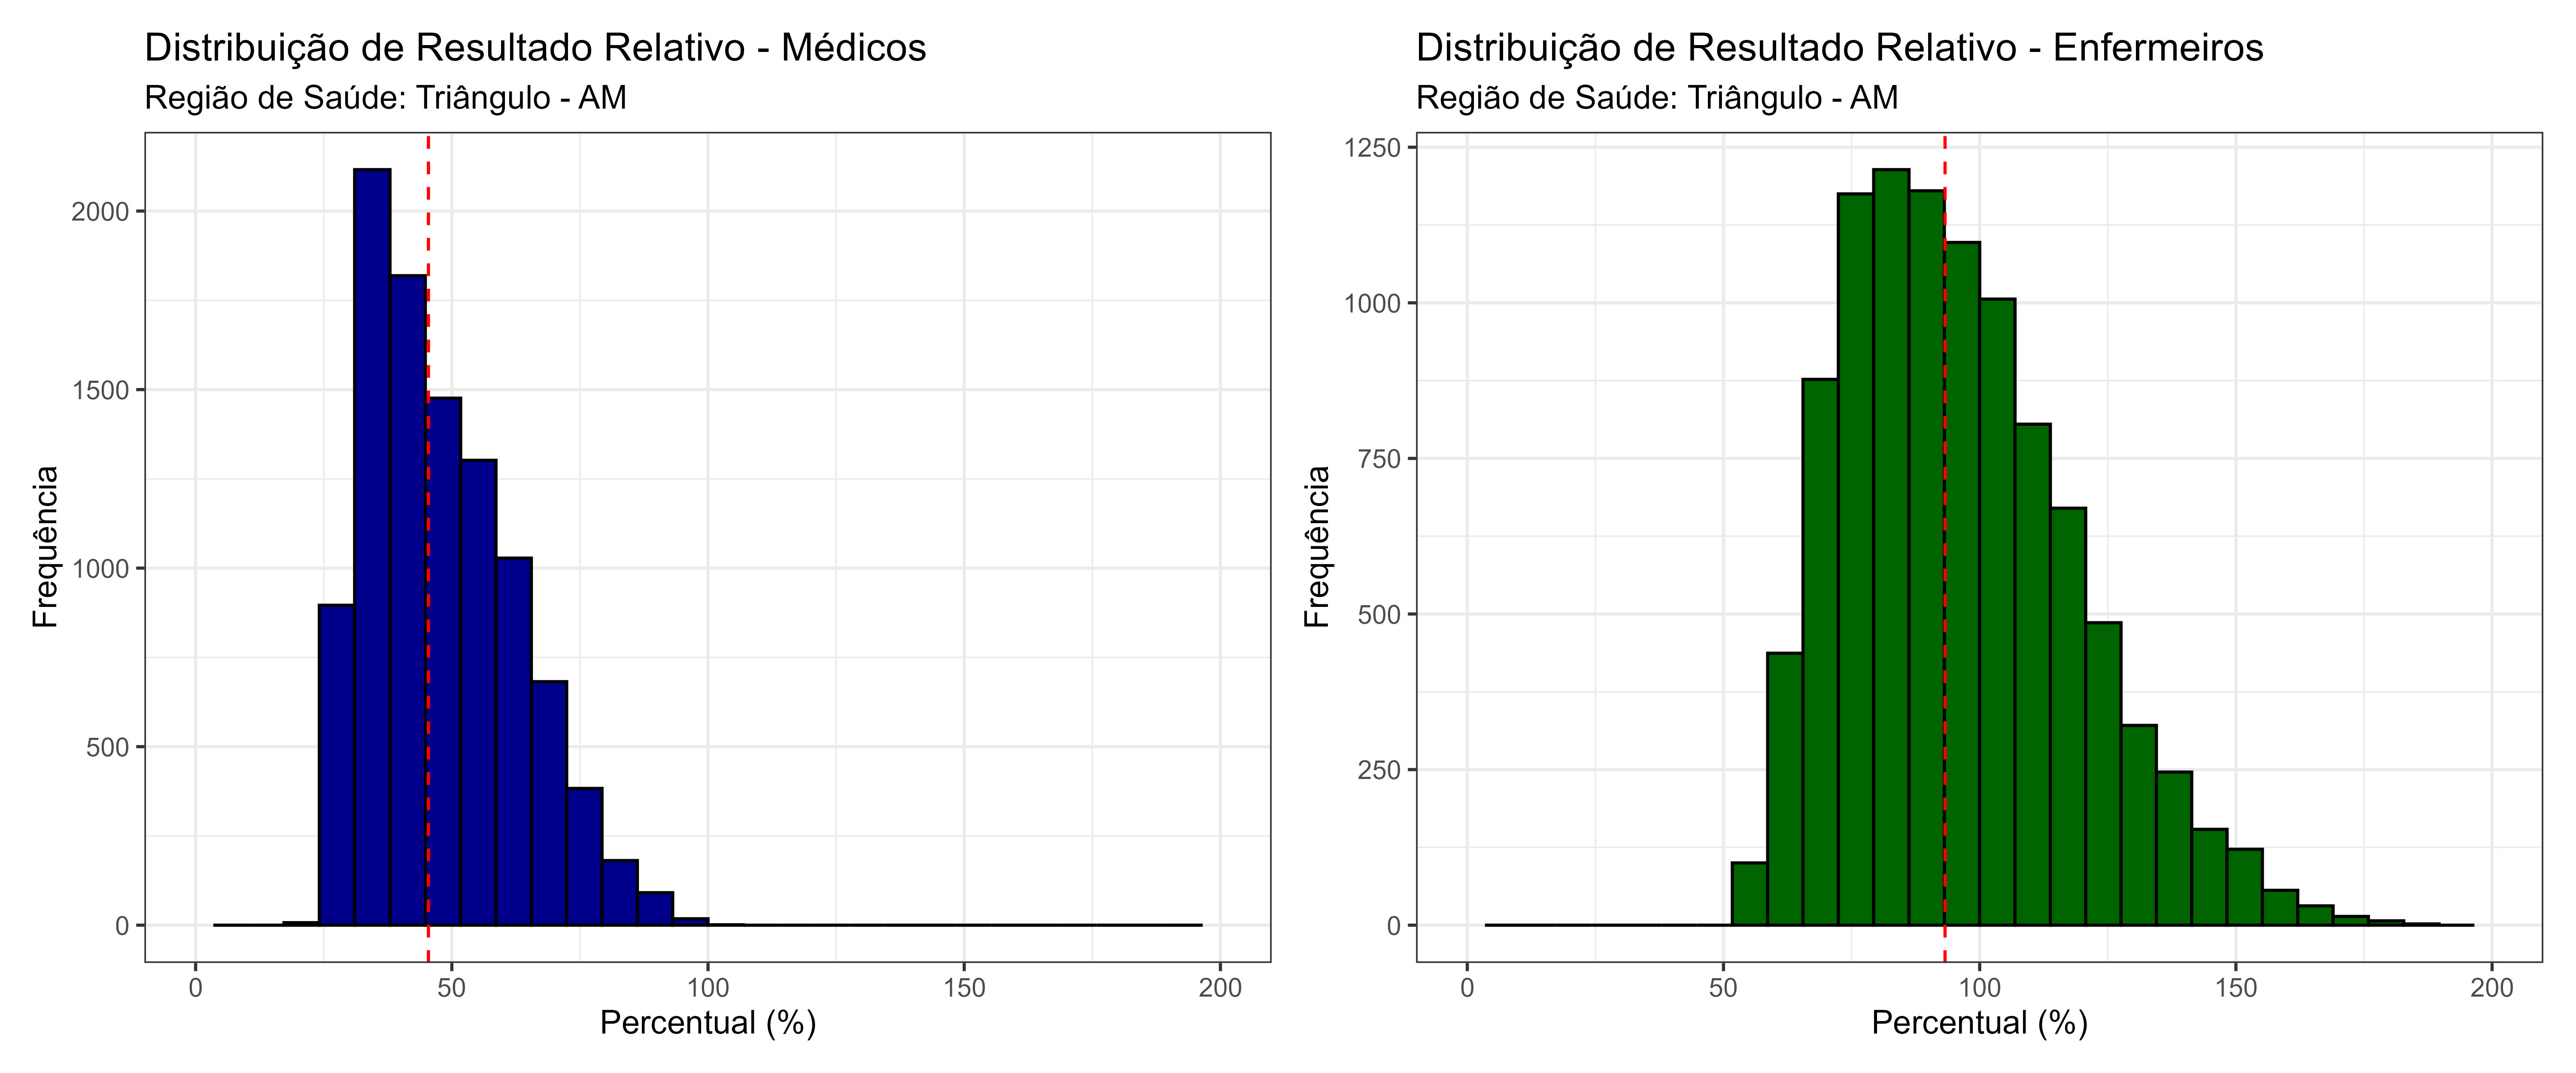 Distribuição de Resultado Relativo - Médicos
Região de Saúde: Triângulo - AM
Frequência
2000
1500
1000
500
0
0 50 100 150 200
Percentual (%)
Distribuição de Resultado Relativo - Enfermeiros
Região de Saúde: Triângulo - AM
Frequência
1250
1000
750
500
250
0
0 50 100 150 200
Percentual (%)